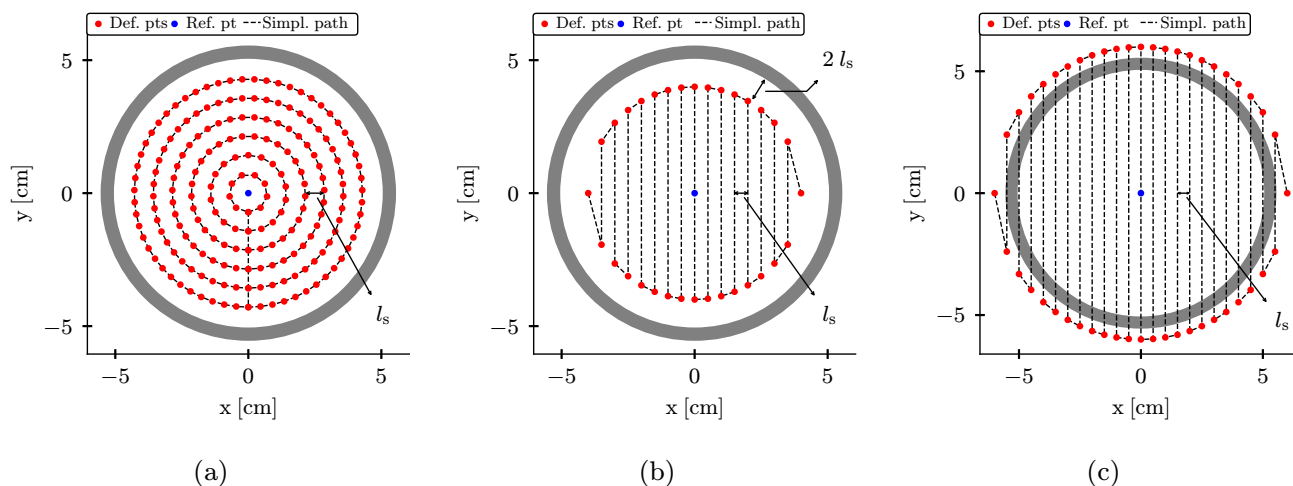 Def. pts Ref. pt Simpl. path
5
0
−5
y [cm]
−5 0 5
x [cm]
l_s
(a)
Def. pts Ref. pt Simpl. path
2 l_s
5
0
−5
y [cm]
−5 0 5
x [cm]
l_s
(b)
Def. pts Ref. pt Simpl. path
5
0
−5
y [cm]
−5 0 5
x [cm]
l_s
(c)